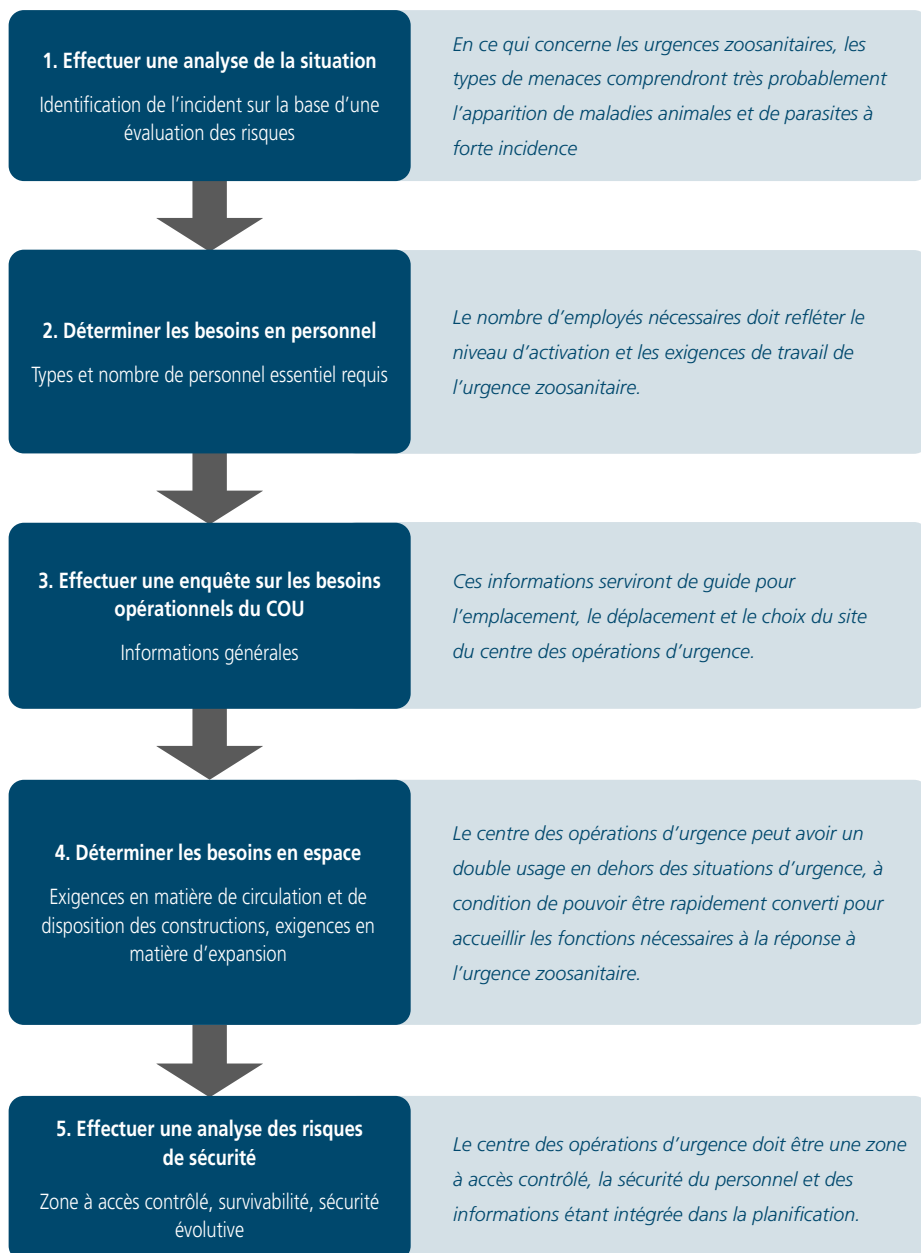 1. Effectuer une analyse de la situation
Identification de l'incident sur la base d'une
évaluation des risques
En ce qui concerne les urgences zoosanitaires, les
types de menaces comprendront très probablement
l'apparition de maladies animales et de parasites à
forte incidence
2. Déterminer les besoins en personnel
Types et nombre de personnel essentiel requis
Le nombre d'employés nécessaires doit refléter le
niveau d'activation et les exigences de travail de
l'urgence zoosanitaire.
3. Effectuer une enquête sur les besoins
opérationnels du COU
Informations générales
Ces informations serviront de guide pour
l'emplacement, le déplacement et le choix du site
du centre des opérations d'urgence.
4. Déterminer les besoins en espace
Exigences en matière de circulation et de
disposition des constructions, exigences en
matière d'expansion
Le centre des opérations d'urgence peut avoir un
double usage en dehors des situations d'urgence, à
condition de pouvoir être rapidement converti pour
accueillir les fonctions nécessaires à la réponse à
l'urgence zoosanitaire.
5. Effectuer une analyse des risques
de sécurité
Zone à accès contrôlé, survivabilité, sécurité
évolutive
Le centre des opérations d'urgence doit être une zone
à accès contrôlé, la sécurité du personnel et des
informations étant intégrée dans la planification.